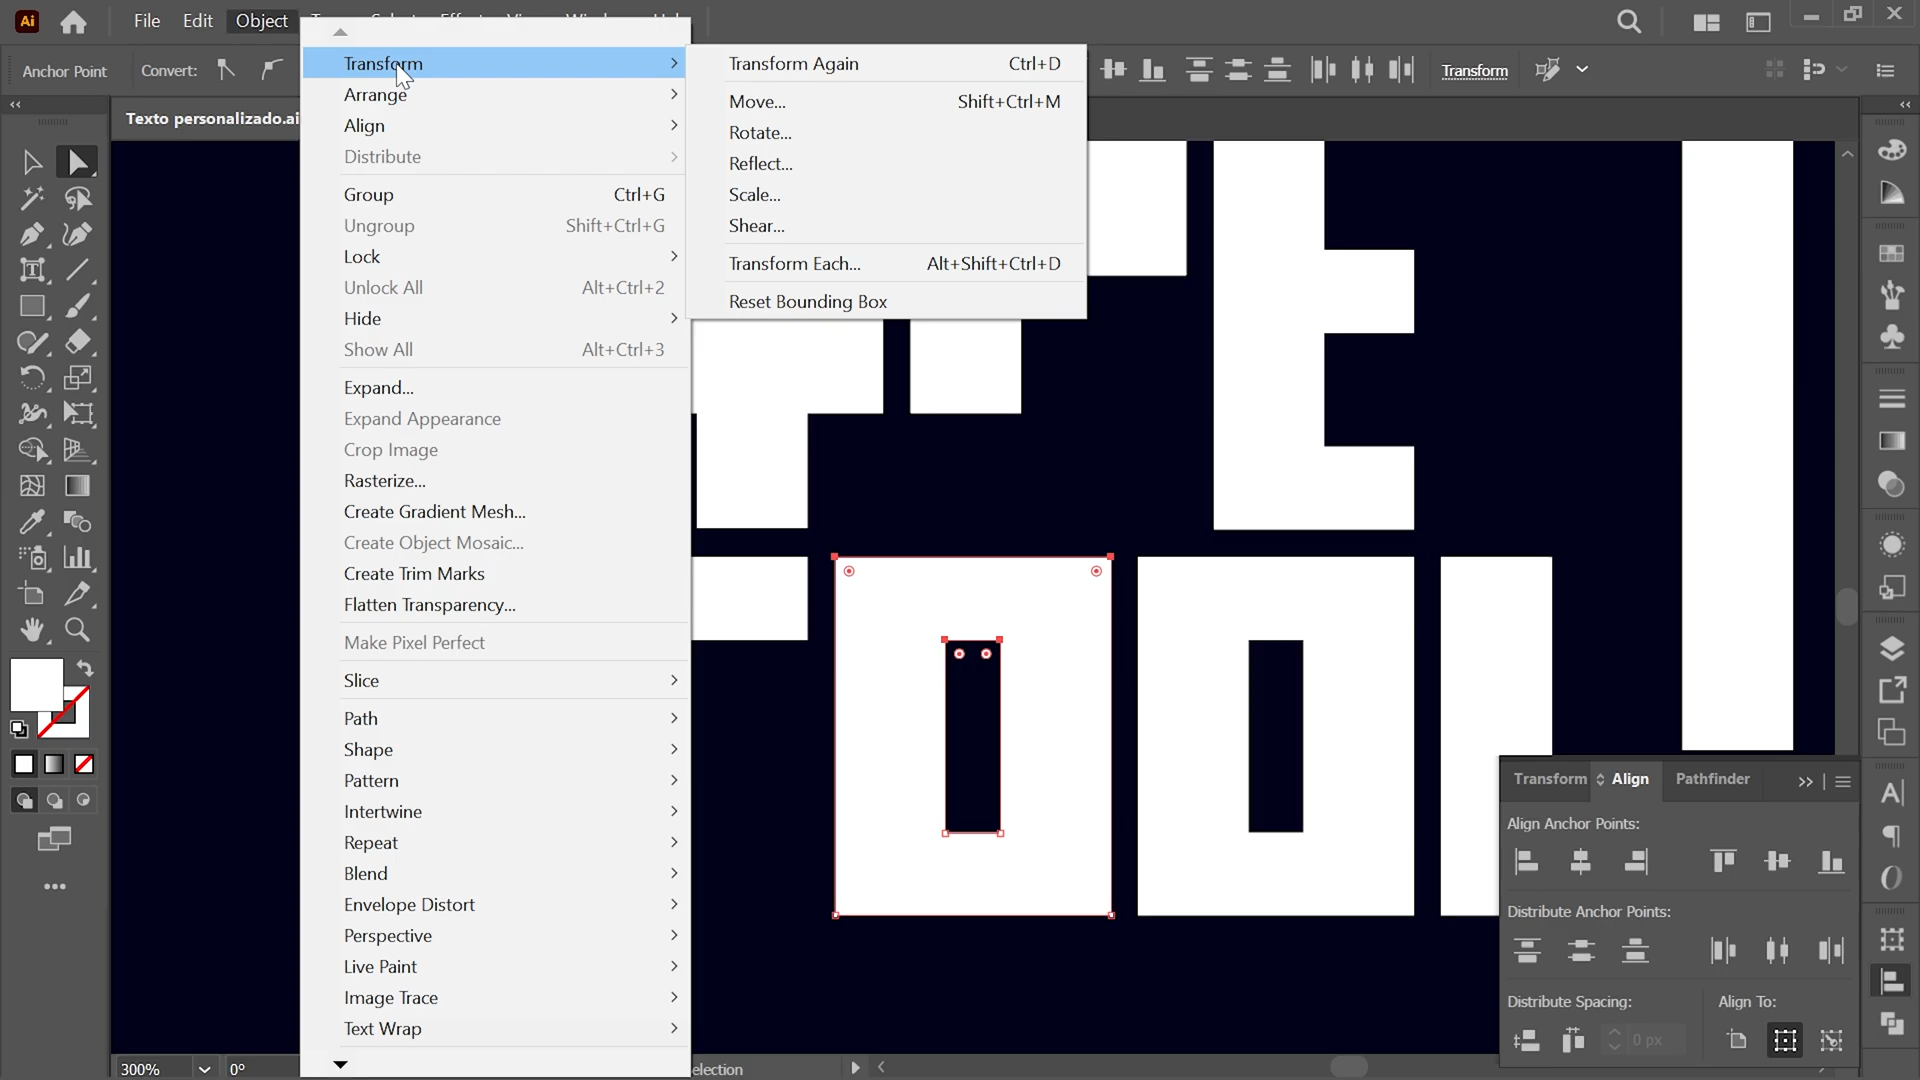 Ai
File
Edit
Object
Anchor Point
Convert:
Transform
Texto personalizado.ai
Transform
Arrange
Align
Distribute
Group Ctrl+G
Ungroup Shift+Ctrl+G
Lock
Unlock All Alt+Ctrl+2
Hide
Show All Alt+Ctrl+3
Expand...
Expand Appearance
Crop Image
Rasterize...
Create Gradient Mesh...
Create Object Mosaic...
Create Trim Marks
Flatten Transparency...
Make Pixel Perfect
Slice
Path
Shape
Pattern
Intertwine
Repeat
Blend
Envelope Distort
Perspective
Live Paint
Image Trace
Text Wrap
Transform Again Ctrl+D
Move... Shift+Ctrl+M
Rotate...
Reflect...
Scale...
Shear...
Transform Each... Alt+Shift+Ctrl+D
Reset Bounding Box
Transform Align Pathfinder
Align Anchor Points:
Distribute Anchor Points:
Distribute Spacing: Align To:
0 px
300%
0°
election